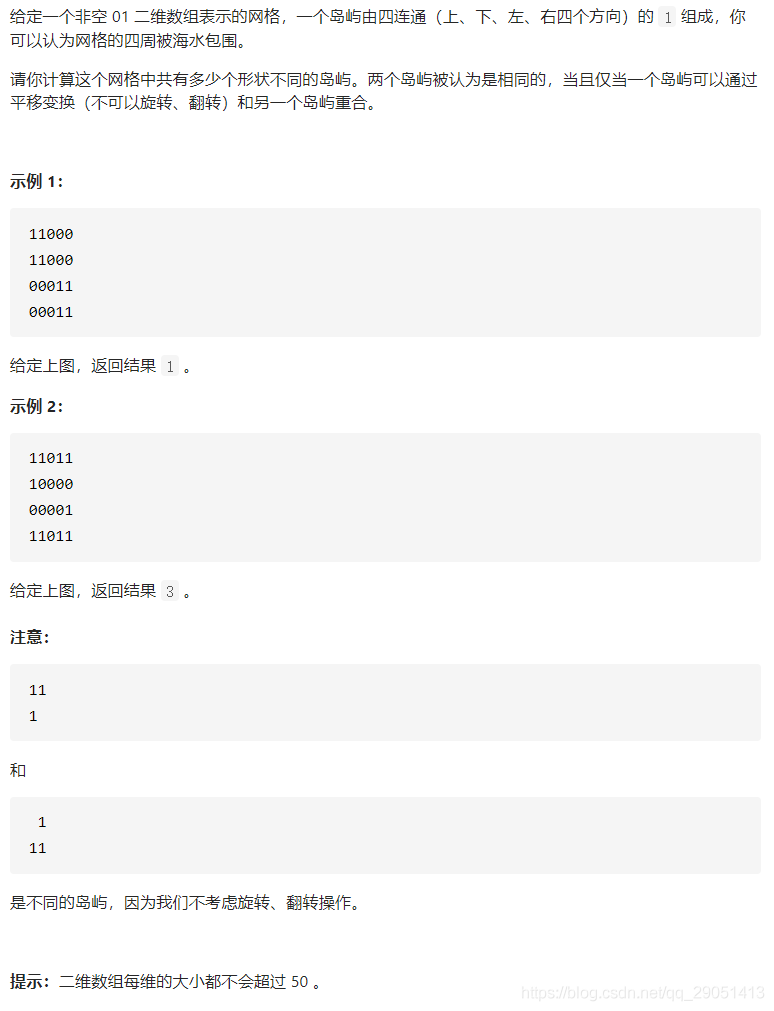 给定一个非空 01 二维数组表示的网格，一个岛屿由四连通（上、下、左、右四个方向）的 1 组成，你
可以认为网格的四周被海水包围。
请你计算这个网格中共有多少个形状不同的岛屿。两个岛屿被认为是相同的，当且仅当一个岛屿可以通过
平移变换（不可以旋转、翻转）和另一个岛屿重合。
示例 1：
11000
11000
00011
00011
给定上图，返回结果 1 。
示例 2：
11011
10000
00001
11011
给定上图，返回结果 3 。
注意：
11
1
和
 1
11
是不同的岛屿，因为我们不考虑旋转、翻转操作。
提示：二维数组每维的大小都不会超过 50 。
https://blog.csdn.net/qq_29051413